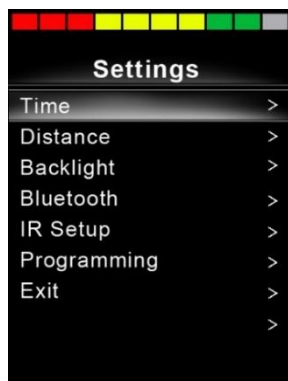 Settings
Time >
Distance >
Backlight >
Bluetooth >
IR Setup >
Programming >
Exit >
>